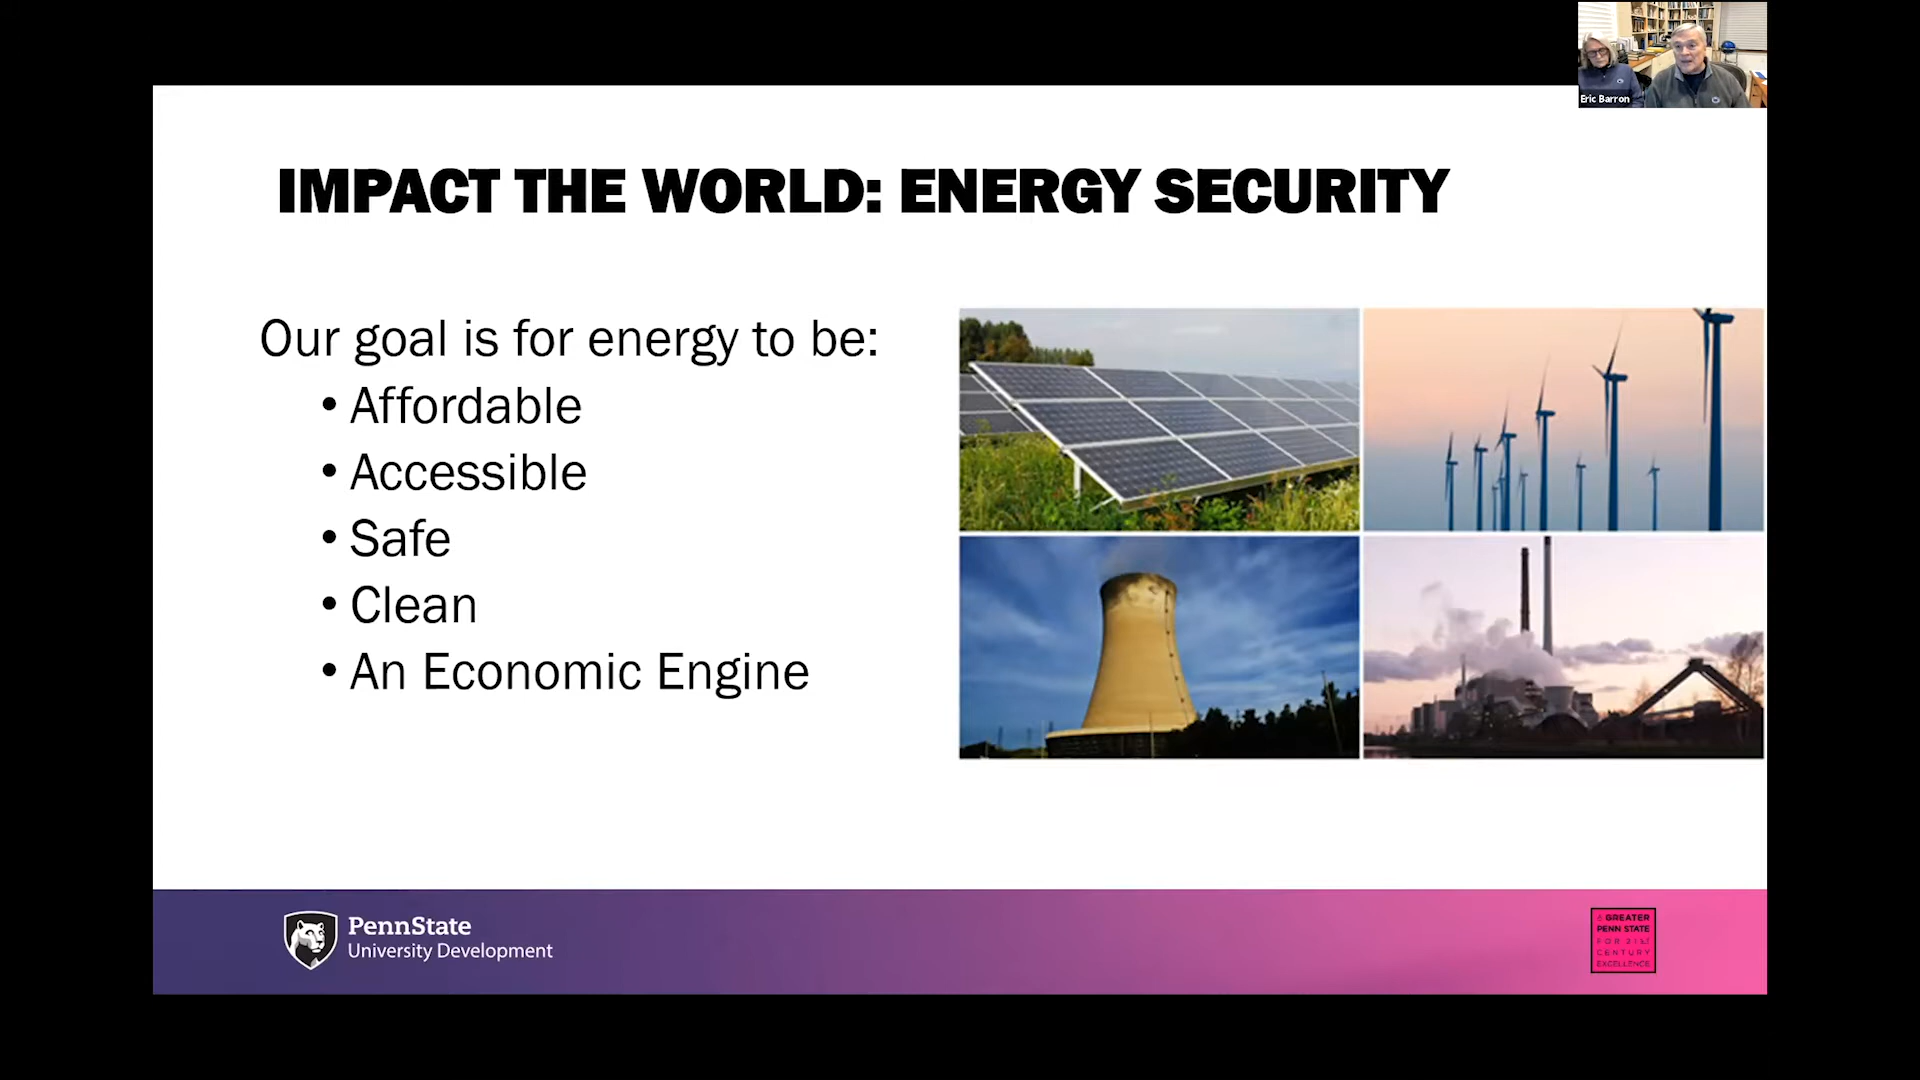 Eric Barron
IMPACT THE WORLD: ENERGY SECURITY
Our goal is for energy to be:
• Affordable
• Accessible
• Safe
• Clean
• An Economic Engine
PennState
University Development
A GREATER
PENN STATE
FOR 21ST
CENTURY
EXCELLENCE